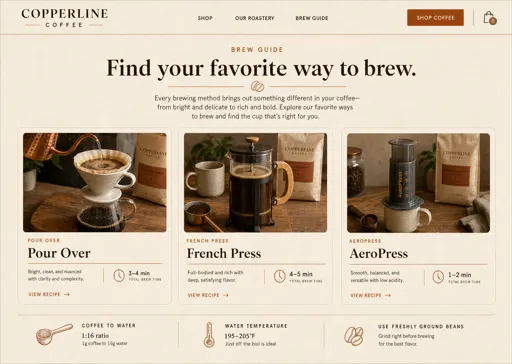 COPPERLINE
COFFEE
SHOP
OUR ROASTERY
BREW GUIDE
SHOP COFFEE
BREW GUIDE
Find your favorite way to brew.
Every brewing method brings out something different in your coffee—
from bright and delicate to rich and bold. Explore our favorite ways
to brew and find the cup that's right for you.
COPPERLINE
COPPERLINE
POUR OVER
Pour Over
Bright, clean, and nuanced
with clarity and complexity.
3–4 min
TOTAL BREW TIME
VIEW RECIPE →
FRENCH PRESS
French Press
Full-bodied and rich with
deep, satisfying flavor.
4–5 min
TOTAL BREW TIME
VIEW RECIPE →
AEROPRESS
AeroPress
Smooth, balanced, and
versatile with low acidity.
1–2 min
TOTAL BREW TIME
VIEW RECIPE →
COFFEE TO WATER
1:16 ratio
1g coffee to 16g water
WATER TEMPERATURE
195–205°F
Just off the boil is ideal
USE FRESHLY GROUND BEANS
Grind right before brewing
for the best flavor.